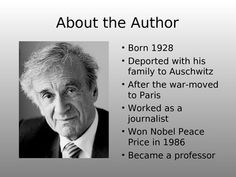 About the Author
• Born 1928
• Deported with his
family to Auschwitz
• After the war-moved
to Paris
• Worked as a
journalist
• Won Nobel Peace
Price in 1986
• Became a professor